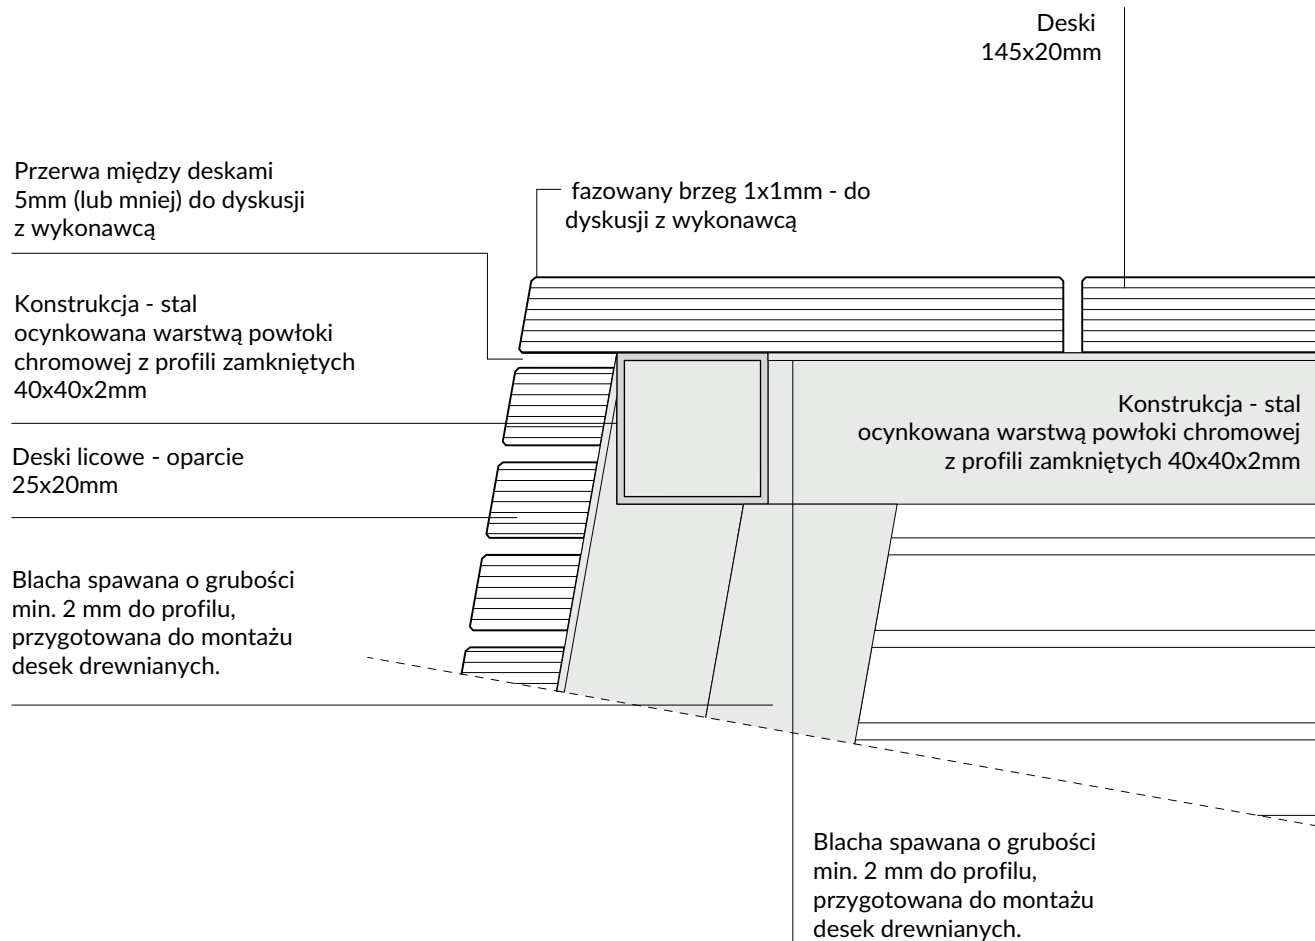 Deski
145x20mm
Przerwa między deskami
5mm (lub mniej) do dyskusji
z wykonawcą
fazowany brzeg 1x1mm - do
dyskusji z wykonawcą
Konstrukcja - stal
ocynkowana warstwą powłoki
chromowej z profili zamkniętych
40x40x2mm
Konstrukcja - stal
ocynkowana warstwą powłoki chromowej
z profili zamkniętych 40x40x2mm
Deski licowe - oparcie
25x20mm
Blacha spawana o grubości
min. 2 mm do profilu,
przygotowana do montażu
desek drewnianych.
Blacha spawana o grubości
min. 2 mm do profilu,
przygotowana do montażu
desek drewnianych.